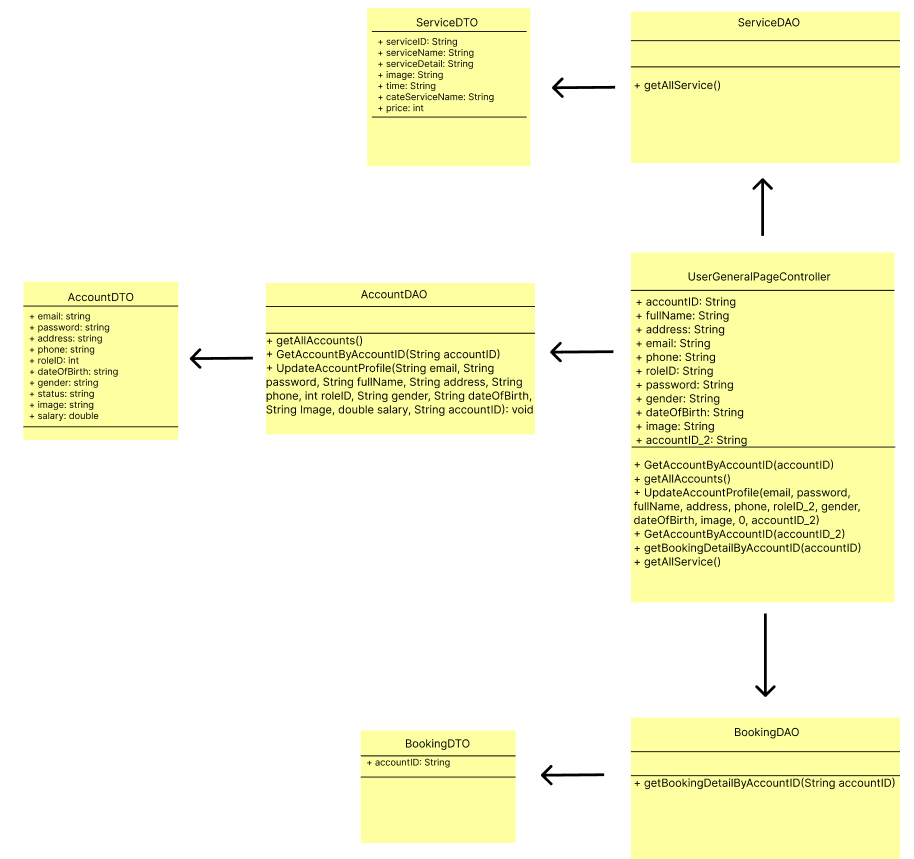 ServiceDTO
+ serviceID: String
+ serviceName: String
+ serviceDetail: String
+ image: String
+ time: String
+ cateServiceName: String
+ price: int
ServiceDAO
+ getAllService()
AccountDTO
+ email: string
+ password: string
+ address: string
+ phone: string
+ roleID: int
+ dateOfBirth: string
+ gender: string
+ status: string
+ image: string
+ salary: double
AccountDAO
+ getAllAccounts()
+ GetAccountByAccountID(String accountID)
+ UpdateAccountProfile(String email, String
password, String fullName, String address, String
phone, int roleID, String gender, String dateOfBirth,
String Image, double salary, String accountID): void
UserGeneralPageController
+ accountID: String
+ fullName: String
+ address: String
+ email: String
+ phone: String
+ roleID: String
+ password: String
+ gender: String
+ dateOfBirth: String
+ image: String
+ accountID_2: String
+ GetAccountByAccountID(accountID)
+ getAllAccounts()
+ UpdateAccountProfile(email, password,
fullName, address, phone, roleID_2, gender,
dateOfBirth, image, 0, accountID_2)
+ GetAccountByAccountID(accountID_2)
+ getBookingDetailByAccountID(accountID)
+ getAllService()
BookingDTO
+ accountID: String
BookingDAO
+ getBookingDetailByAccountID(String accountID)